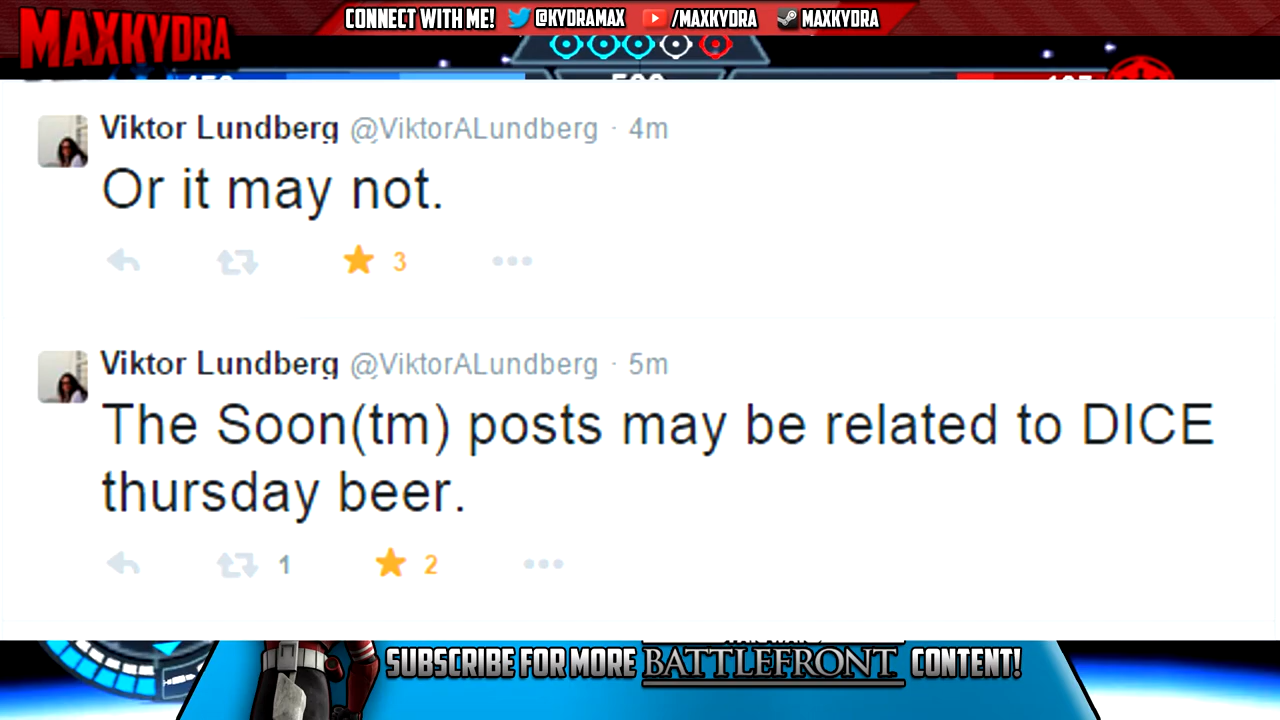 CONNECT WITH ME! @KYDRAMAX /MAXKYDRA MAXKYDRA
MAXKYDRA
Viktor Lundberg @ViktorALundberg · 4m
Or it may not.
3
Viktor Lundberg @ViktorALundberg · 5m
The Soon(tm) posts may be related to DICE
thursday beer.
1 2
SUBSCRIBE FOR MORE BATTLEFRONT CONTENT!